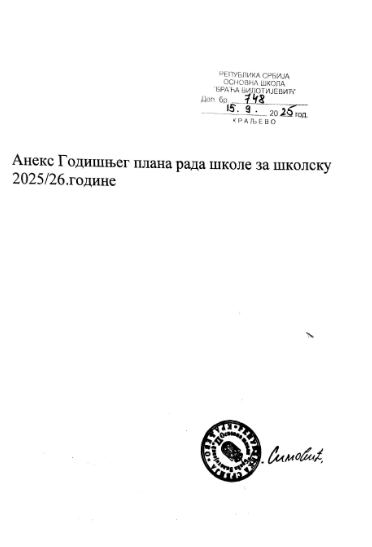 РЕПУБЛИКА СРБИЈА
ОСНОВНА ШКОЛА
"БРАЋА ВИЛОТИЈЕВИЋ"
Дел. бр. 748
15. 9. 2025 год.
КРАЉЕВО
Анекс Годишњег плана рада школе за школску
2025/26.године
Симовић